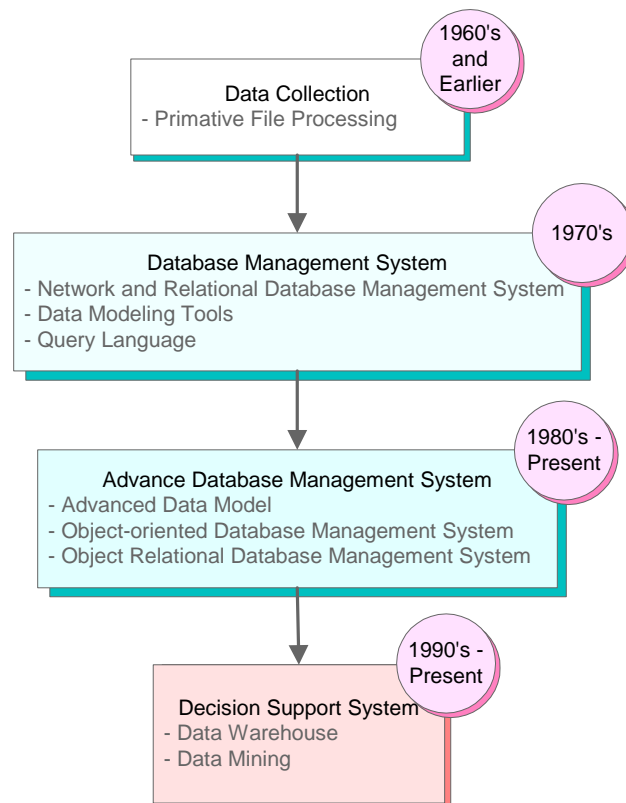 1960's
and
Earlier
Data Collection
- Primative File Processing
1970's
Database Management System
- Network and Relational Database Management System
- Data Modeling Tools
- Query Language
1980's -
Present
Advance Database Management System
- Advanced Data Model
- Object-oriented Database Management System
- Object Relational Database Management System
1990's -
Present
Decision Support System
- Data Warehouse
- Data Mining